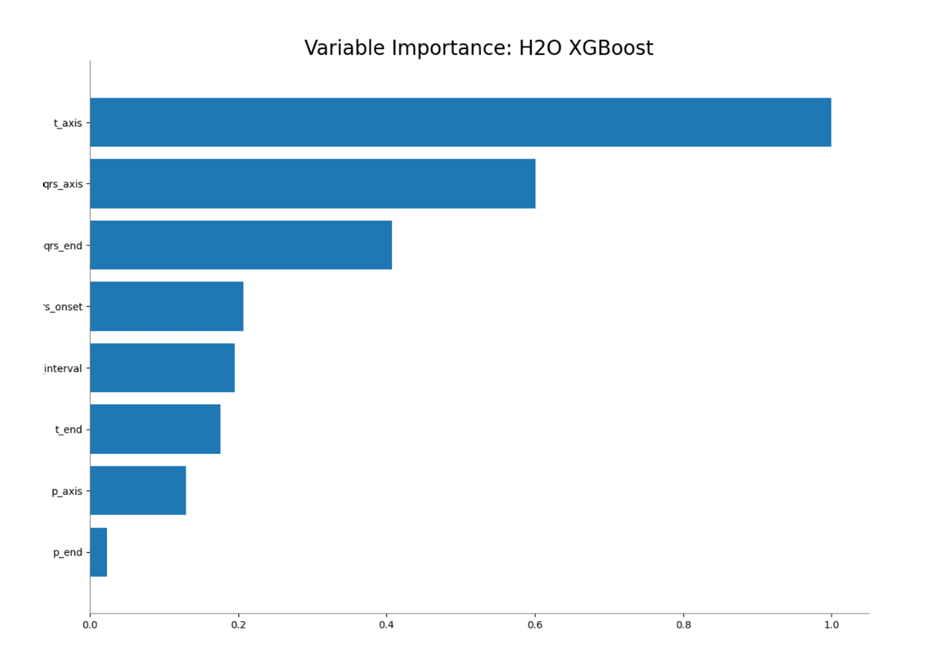 Variable Importance: H2O XGBoost
t_axis
qrs_axis
qrs_end
rs_onset
_interval
t_end
p_axis
p_end
0.0 0.2 0.4 0.6 0.8 1.0